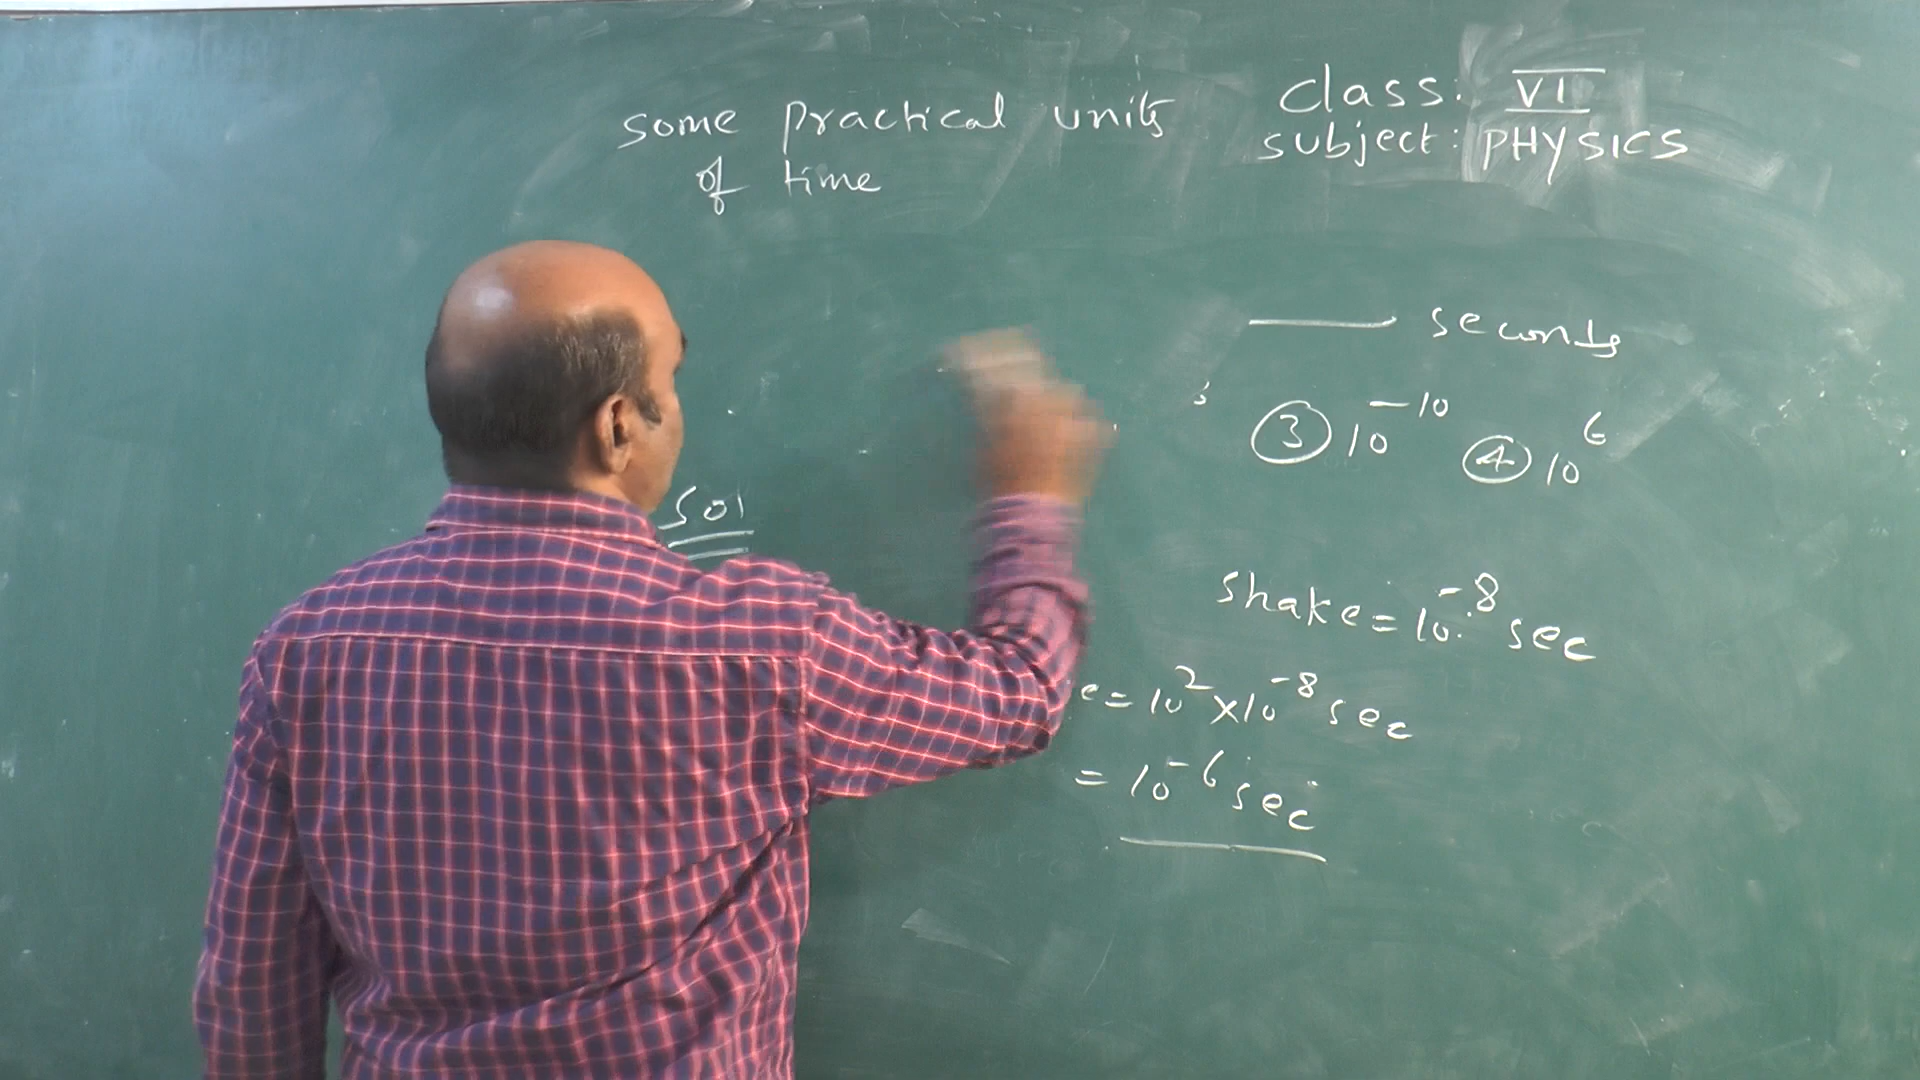 some practical units
of time
Class: VI
subject: PHYSICS
seconds
③ 10⁻¹⁰ ④ 10⁶
Sol
shake = 10⁻⁸ sec
e = 10² × 10⁻⁸ sec
= 10⁻⁶ sec